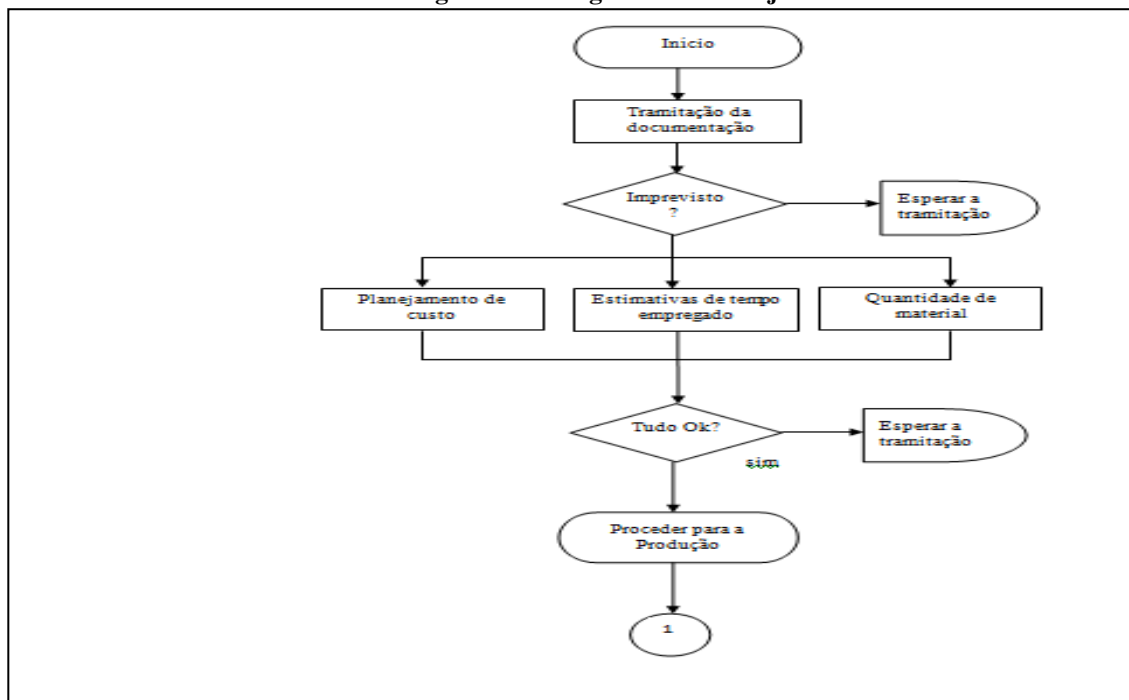 Início
Tramitação da
documentação
Imprevisto
?
Esperar a
tramitação
Planejamento de
custo
Estimativas de tempo
empregado
Quantidade de
material
Tudo Ok?
Esperar a
tramitação
sim
Proceder para a
Produção
1